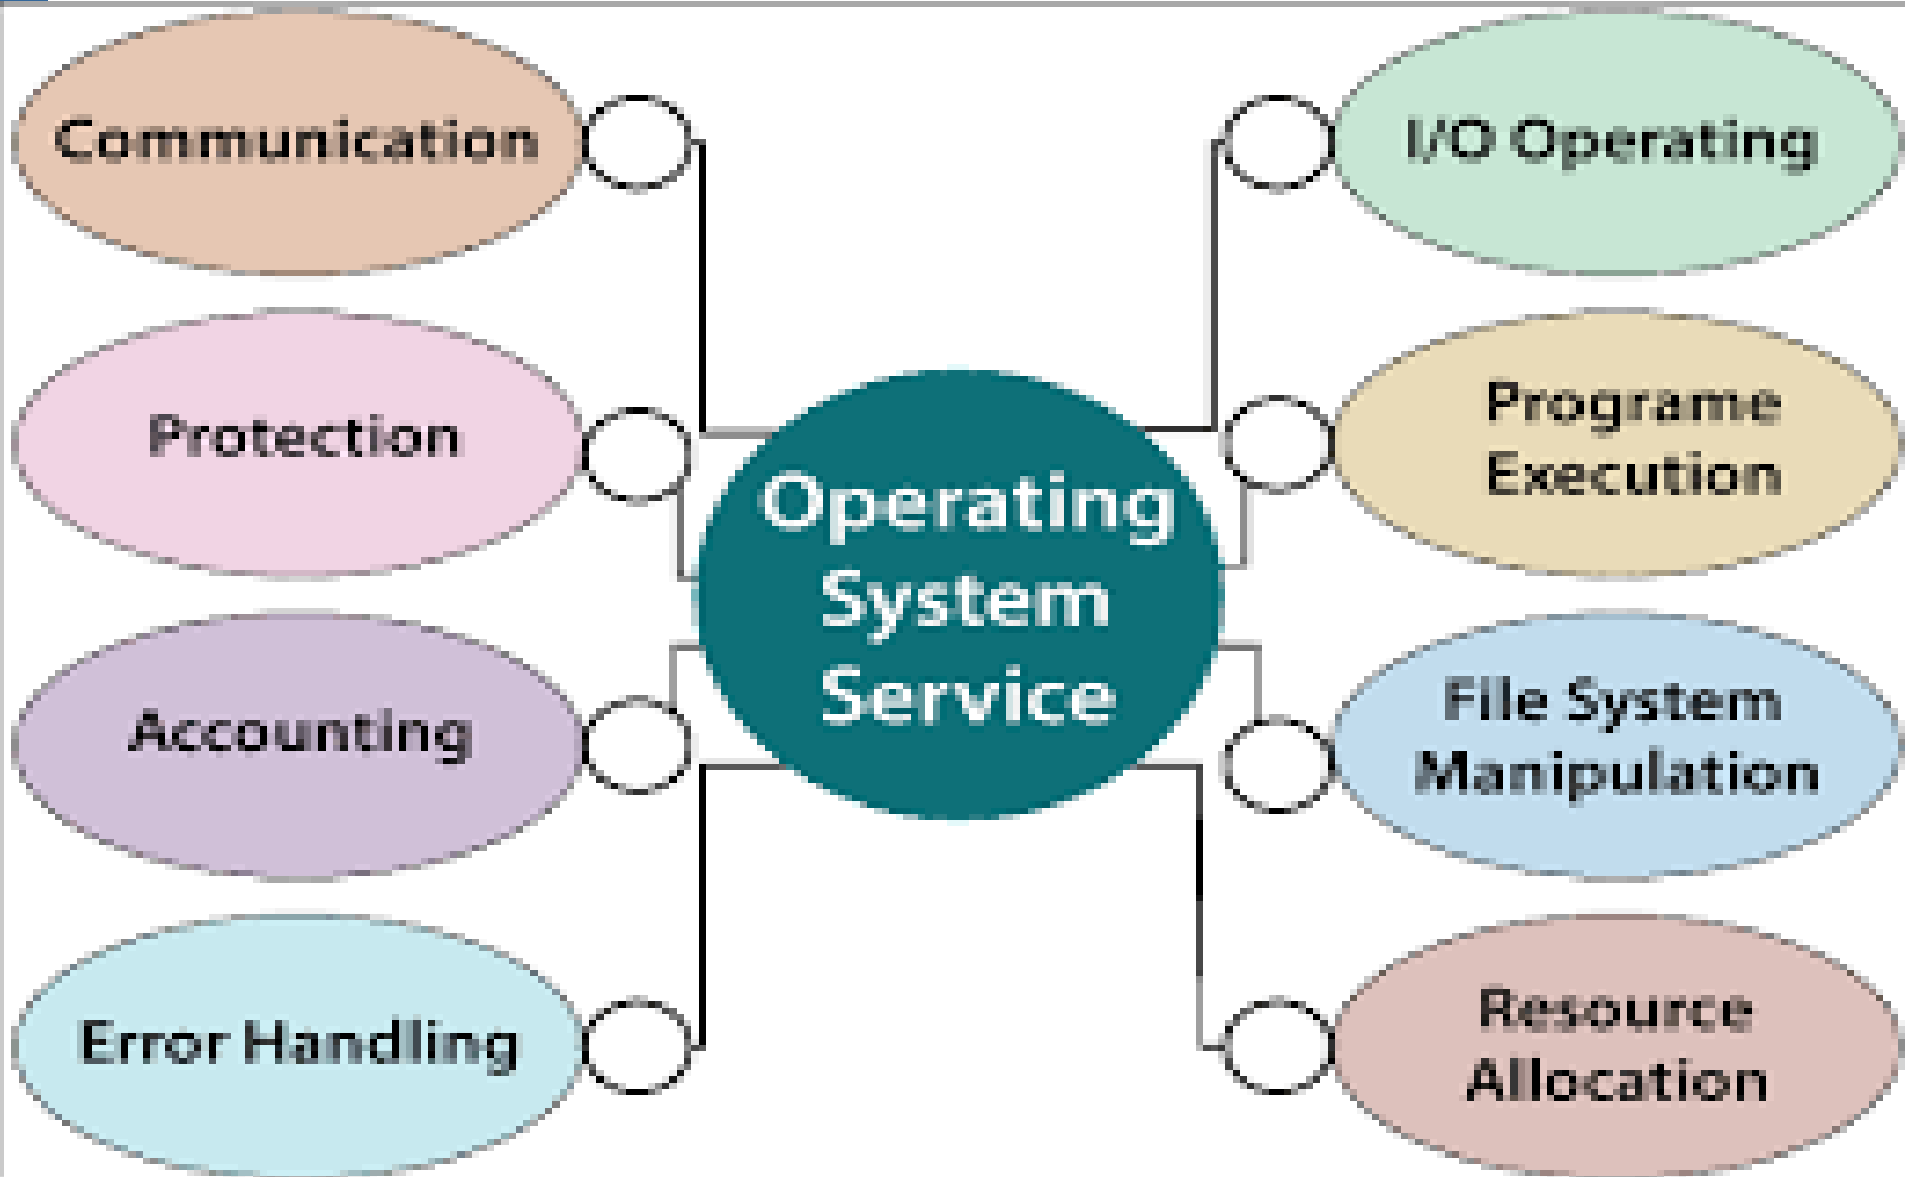 Communication
Protection
Accounting
Error Handling
Operating
System
Service
I/O Operating
Programe
Execution
File System
Manipulation
Resource
Allocation